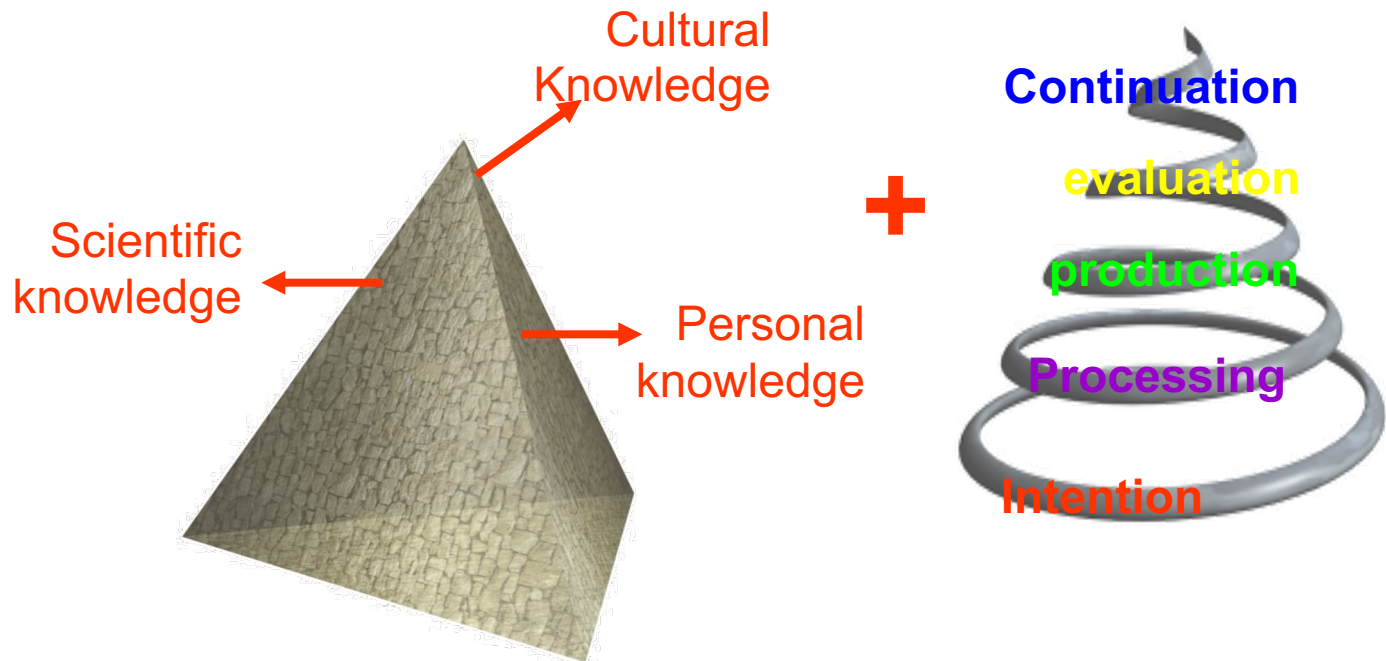 Cultural
Knowledge
Scientific
knowledge
Personal
knowledge
+
Continuation
evaluation
production
Processing
Intention